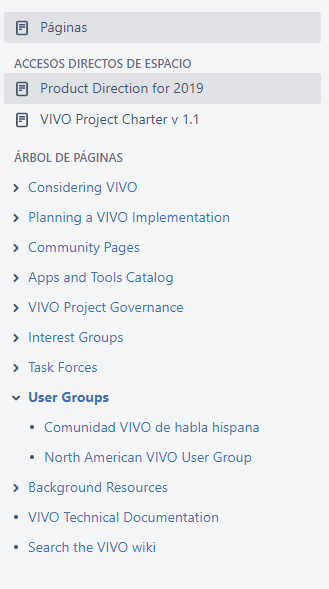 Páginas
ACCESOS DIRECTOS DE ESPACIO
Product Direction for 2019
VIVO Project Charter v 1.1
ÁRBOL DE PÁGINAS
Considering VIVO
Planning a VIVO Implementation
Community Pages
Apps and Tools Catalog
VIVO Project Governance
Interest Groups
Task Forces
User Groups
Comunidad VIVO de habla hispana
North American VIVO User Group
Background Resources
VIVO Technical Documentation
Search the VIVO wiki